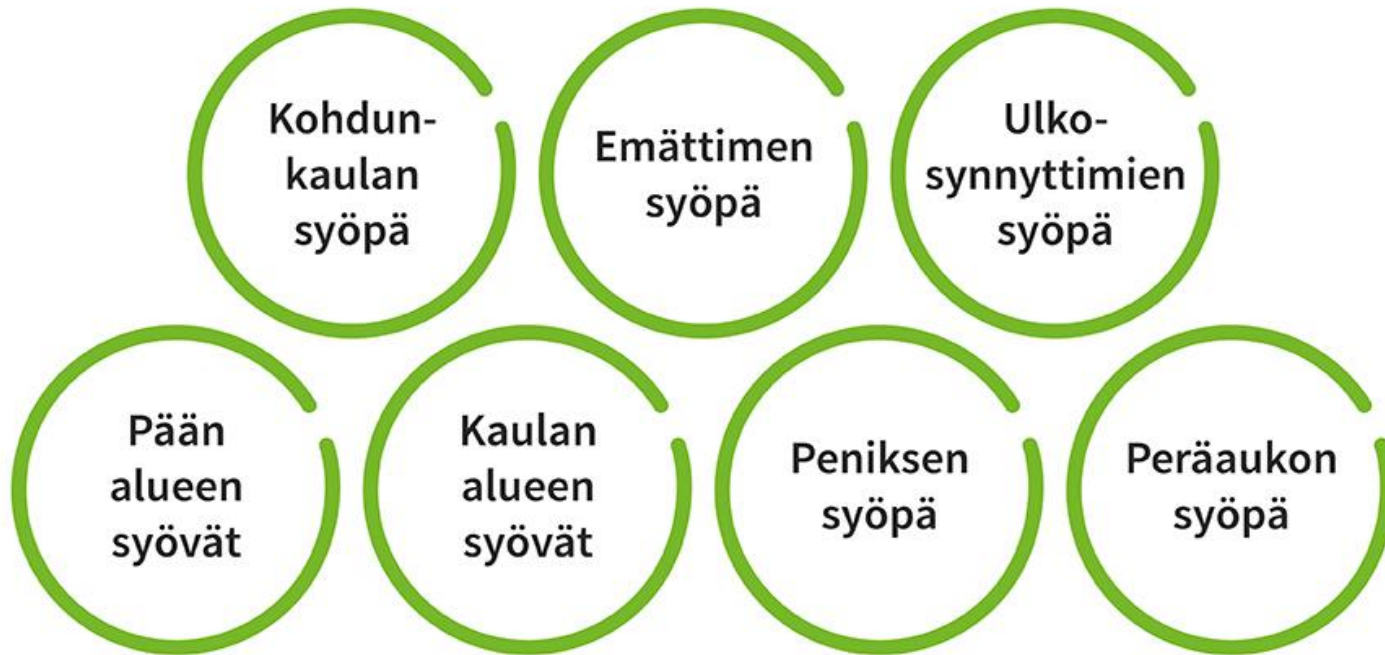 Kohdun-
kaulan
syöpä
Emättimen
syöpä
Ulko-
synnyttimien
syöpä
Pään
alueen
syövät
Kaulan
alueen
syövät
Peniksen
syöpä
Peräaukon
syöpä